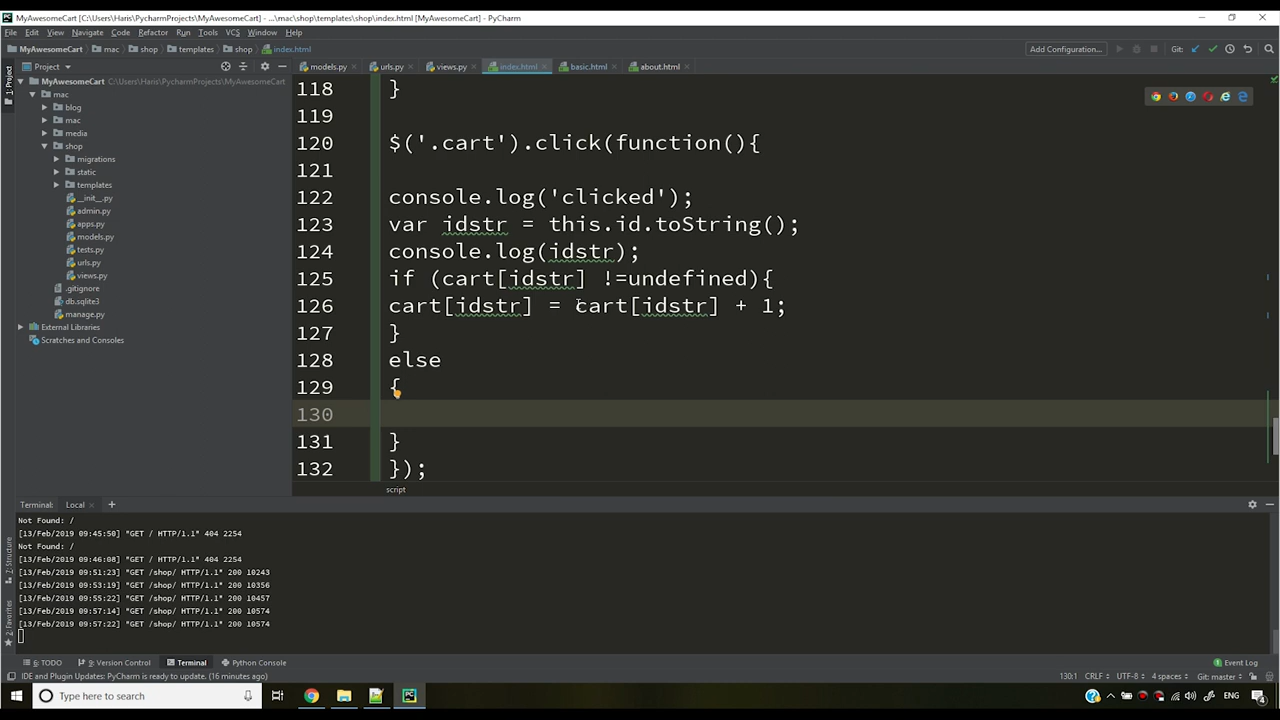 MyAwesomeCart [C:\Users\Haris\PycharmProjects\MyAwesomeCart] - ...\mac\shop\templates\shop\index.html [MyAwesomeCart] - PyCharm
File Edit View Navigate Code Refactor Run Tools VCS Window Help
MyAwesomeCart mac shop templates shop index.html Add Configuration... Git:
Project models.py urls.py views.py index.html basic.html about.html
MyAwesomeCart C:\Users\Haris\PycharmProjects\MyAwesomeCart
mac
blog
mac
media
shop
migrations
static
templates
__init__.py
admin.py
apps.py
models.py
tests.py
urls.py
views.py
.gitignore
db.sqlite3
manage.py
External Libraries
Scratches and Consoles
1: Project
118 }
119
120 $('.cart').click(function(){
121
122 console.log('clicked');
123 var idstr = this.id.toString();
124 console.log(idstr);
125 if (cart[idstr] !=undefined){
126 cart[idstr] = cart[idstr] + 1;
127 }
128 else
129 {
130
131 }
132 });
script
Terminal: Local +
Not Found: /
[13/Feb/2019 09:45:50] "GET / HTTP/1.1" 404 2254
Not Found: /
[13/Feb/2019 09:46:08] "GET / HTTP/1.1" 404 2254
[13/Feb/2019 09:51:23] "GET /shop/ HTTP/1.1" 200 10243
[13/Feb/2019 09:53:19] "GET /shop/ HTTP/1.1" 200 10356
[13/Feb/2019 09:55:22] "GET /shop/ HTTP/1.1" 200 10457
[13/Feb/2019 09:57:14] "GET /shop/ HTTP/1.1" 200 10574
[13/Feb/2019 09:57:22] "GET /shop/ HTTP/1.1" 200 10574
7: Structure
2: Favorites
6: TODO 9: Version Control Terminal Python Console Event Log
IDE and Plugin Updates: PyCharm is ready to update. (16 minutes ago) 130:1 CRLF UTF-8 4 spaces Git: master
Type here to search ENG 4